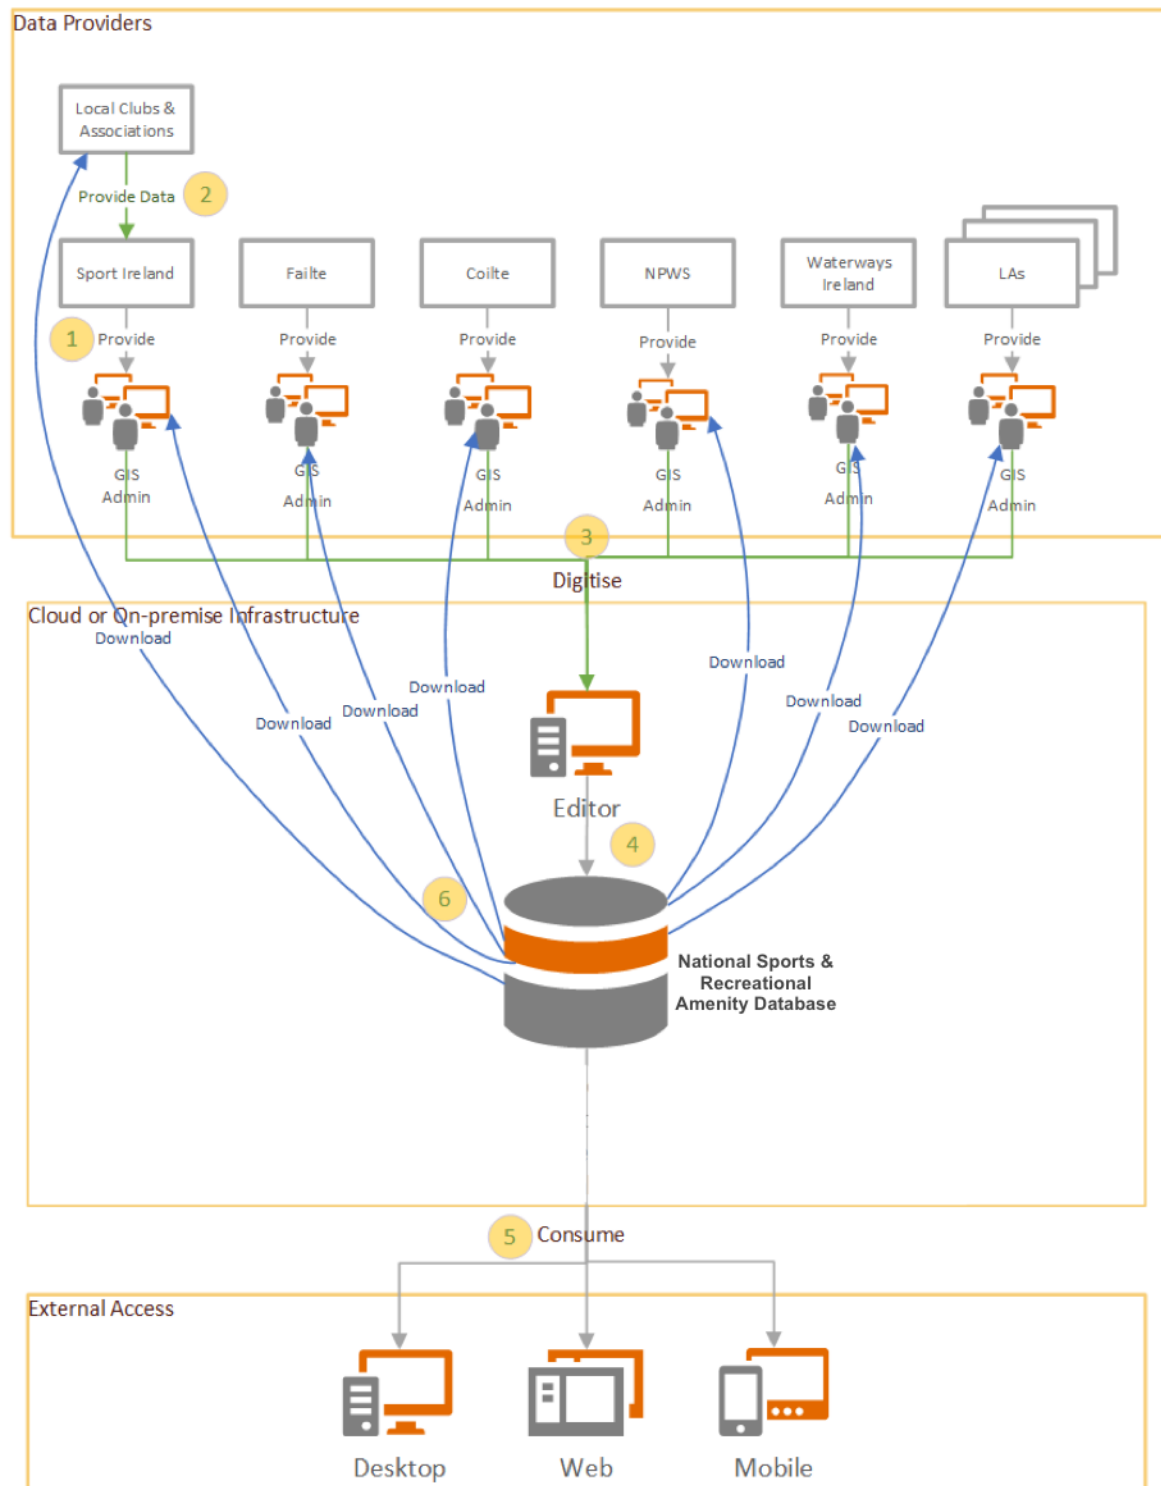 Data Providers
Local Clubs &
Associations
Provide Data
2
Sport Ireland
Failte
Coilte
NPWS
Waterways
Ireland
LAs
1
Provide
Provide
Provide
Provide
Provide
Provide
GIS
Admin
GIS
Admin
GIS
Admin
GIS
Admin
GIS
Admin
GIS
Admin
3
Digitise
Cloud or On-premise Infrastructure
Download
Download
Download
Download
Download
Download
Download
Editor
4
6
National Sports &
Recreational
Amenity Database
5
Consume
External Access
Desktop
Web
Mobile